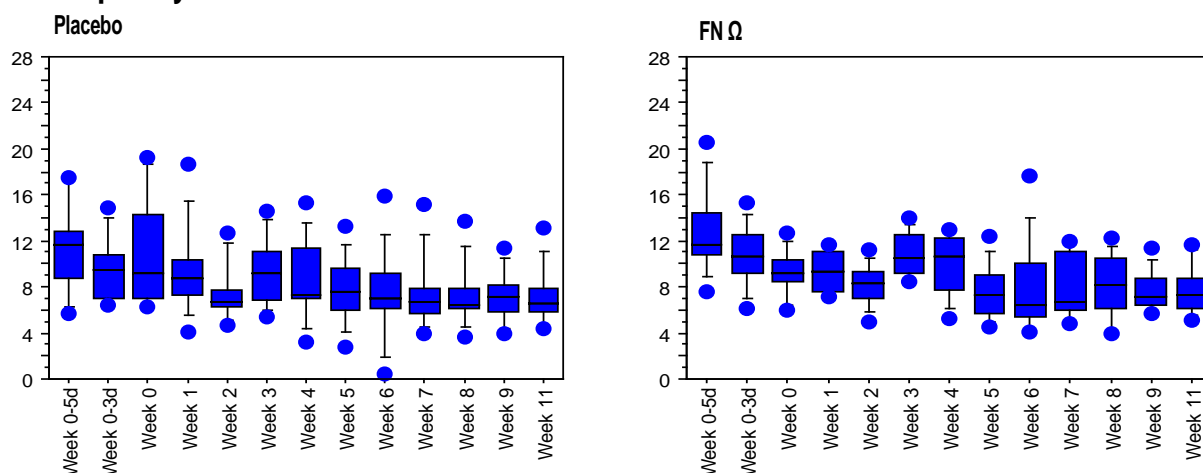 Placebo
28
24
20
16
12
8
4
0
Week 0-5d
Week 0-3d
Week 0
Week 1
Week 2
Week 3
Week 4
Week 5
Week 6
Week 7
Week 8
Week 9
Week 11
FN Ω
28
24
20
16
12
8
4
0
Week 0-5d
Week 0-3d
Week 0
Week 1
Week 2
Week 3
Week 4
Week 5
Week 6
Week 7
Week 8
Week 9
Week 11